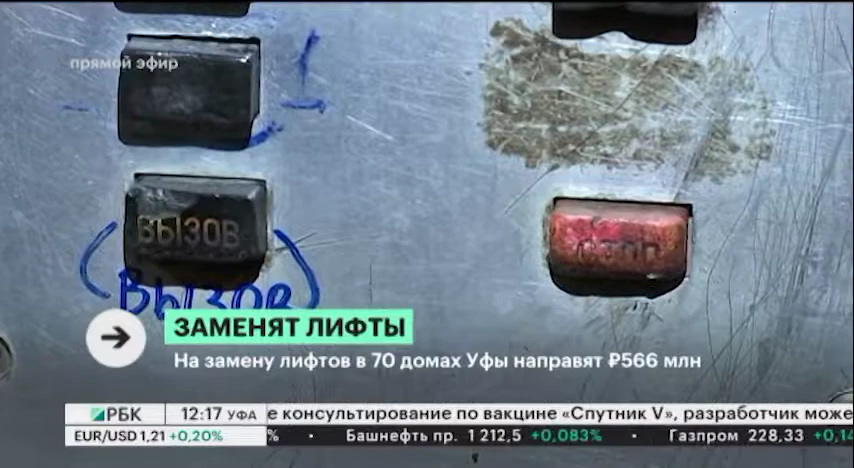 прямой эфир
1
ВЫЗОВ
СТОП
Вызов
ЗАМЕНЯТ ЛИФТЫ
На замену лифтов в 70 домах Уфы направят ₽566 млн
РБК 12:17 УФА е консультирование по вакцине «Спутник V», разработчик може
EUR/USD 1,21 +0,20% % · Башнефть пр. 1 212,5 +0,083% · Газпром 228,33 +0,14